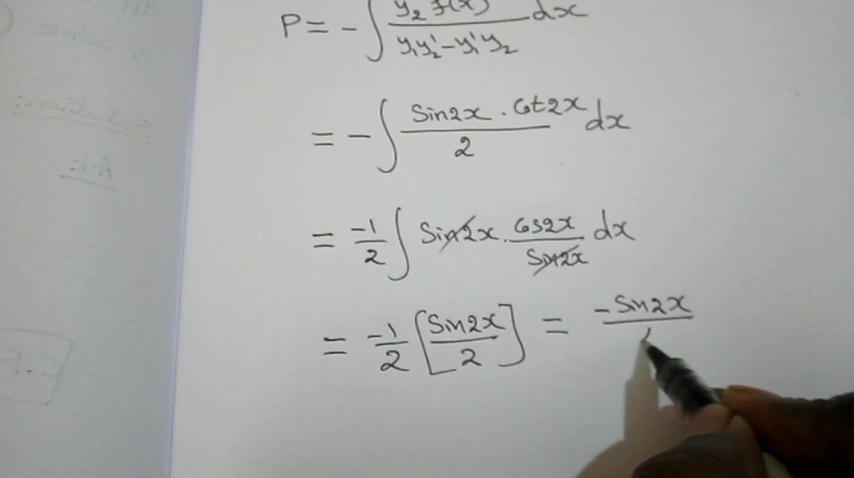 P = - ∫ y₂ f(x) / (y₁y₂' - y₁'y₂) dx
= - ∫ (Sin2x . Cot2x) / 2 dx
= -1/2 ∫ Sin2x . Cos2x / Sin2x dx
= -1/2 [Sin2x / 2] = -Sin2x /